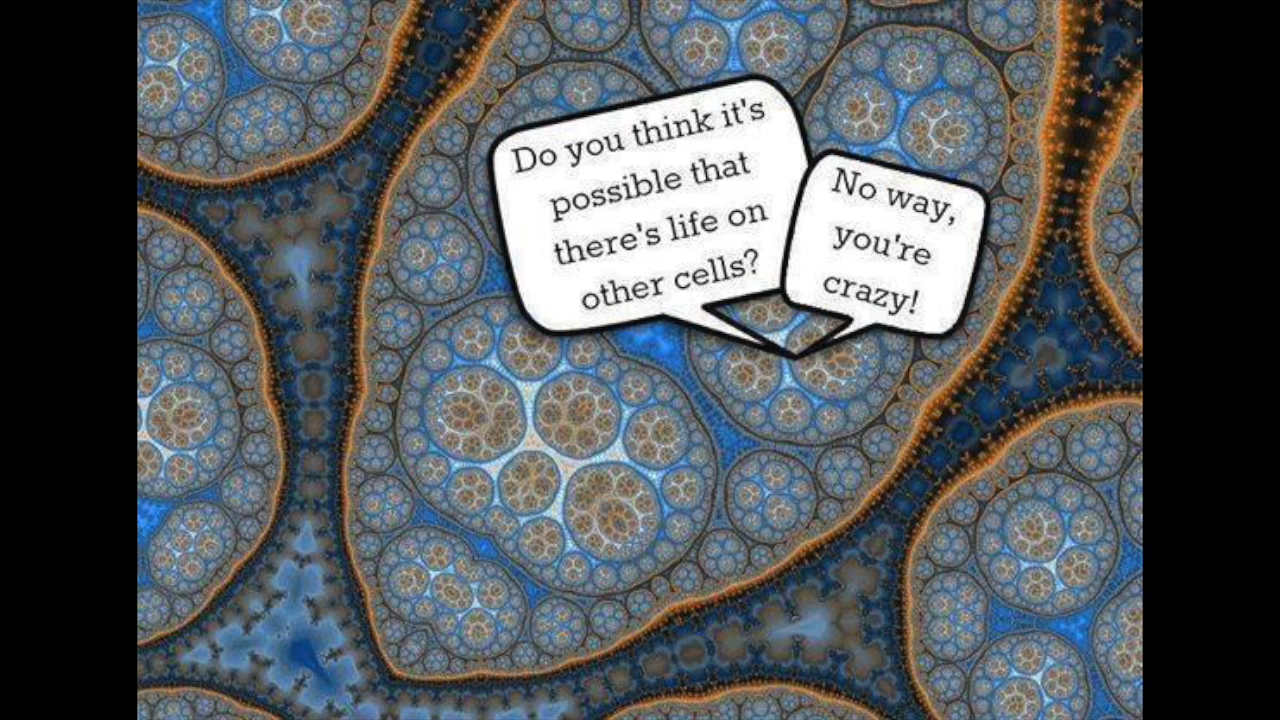 Do you think it's
possible that
there's life on
other cells?
No way,
you're
crazy!